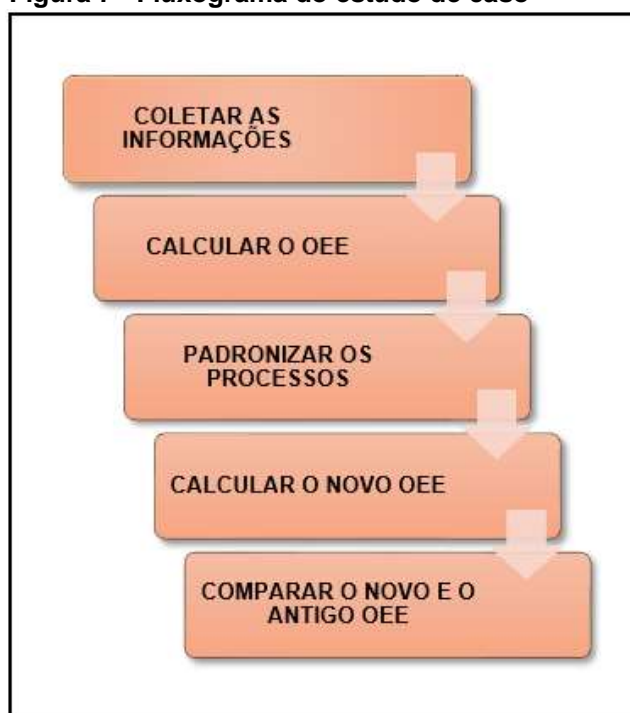 COLETAR AS
INFORMAÇÕES
CALCULAR O OEE
PADRONIZAR OS
PROCESSOS
CALCULAR O NOVO OEE
COMPARAR O NOVO E O
ANTIGO OEE